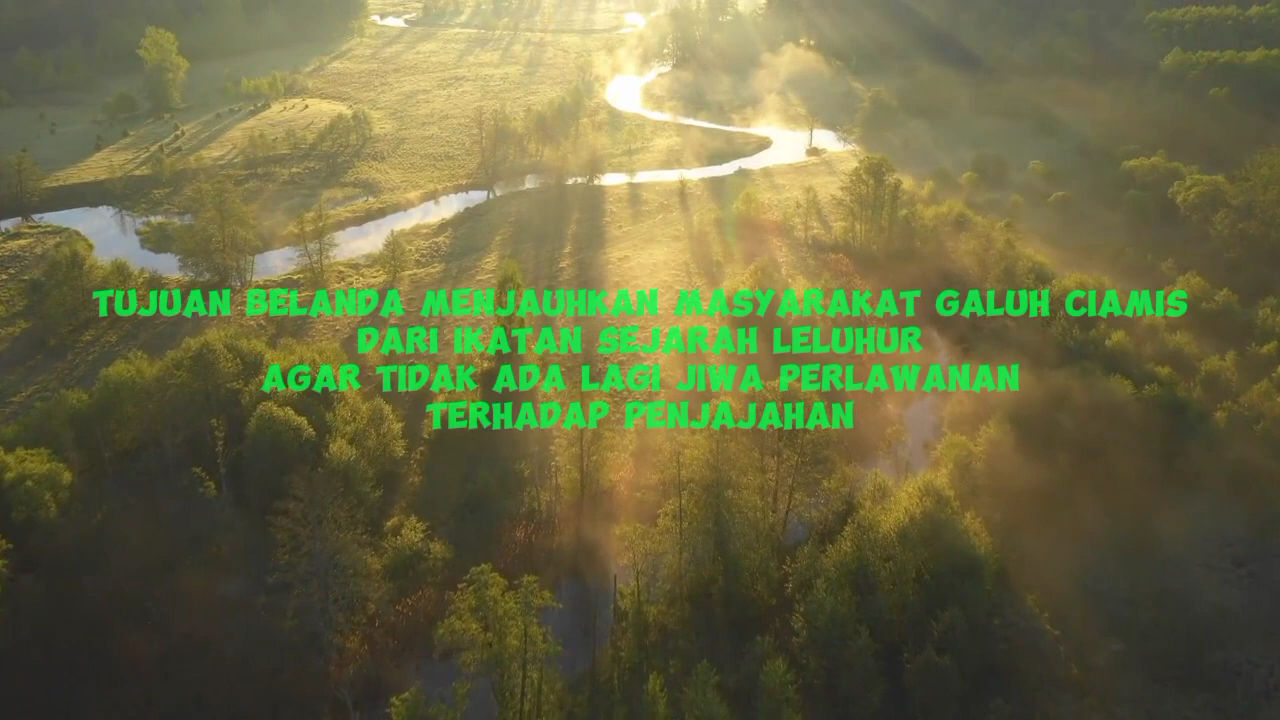 TUJUAN BELANDA MENJAUHKAN MASYARAKAT GALUH CIAMIS
DARI IKATAN SEJARAH LELUHUR
AGAR TIDAK ADA LAGI JIWA PERLAWANAN
TERHADAP PENJAJAHAN